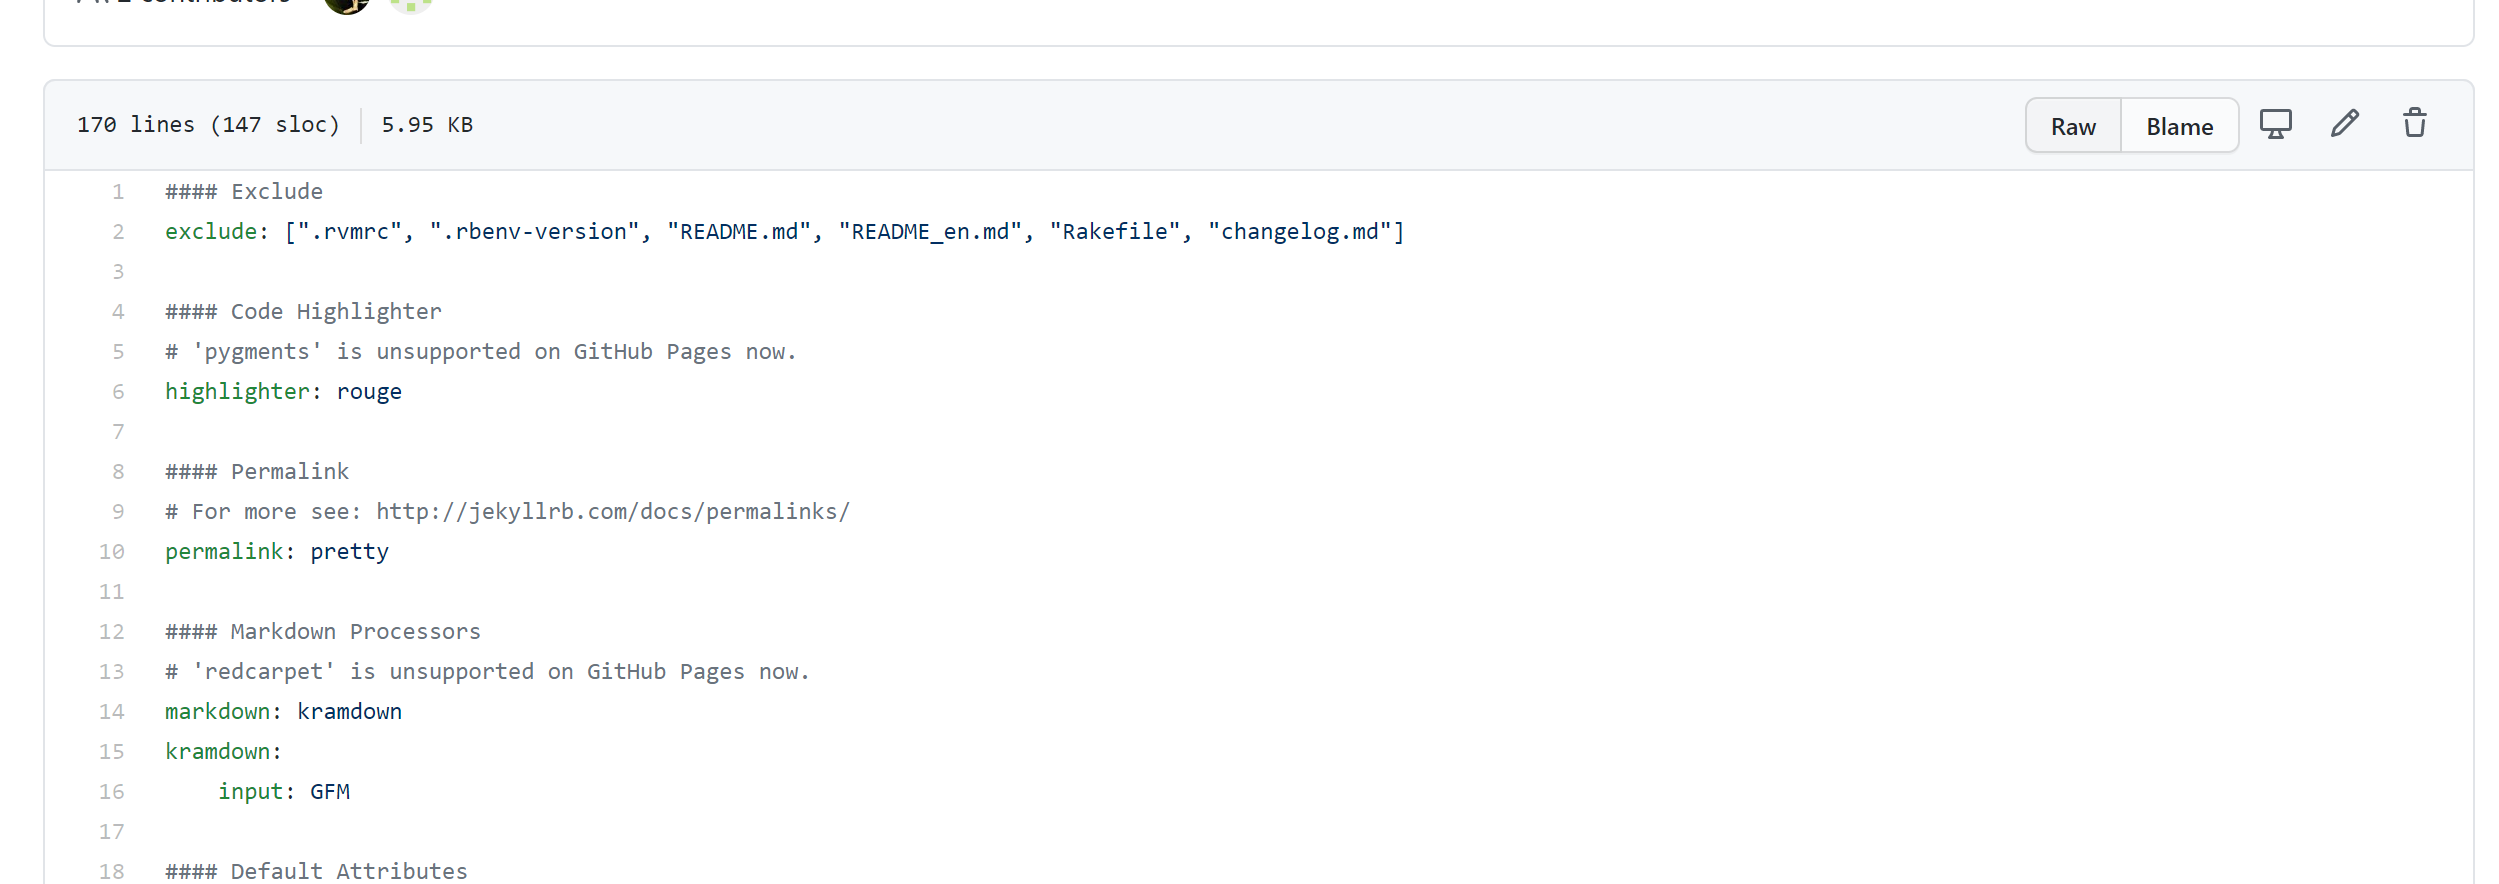 2 contributors
170 lines (147 sloc) 5.95 KB Raw Blame
1 #### Exclude
2 exclude: [".rvmrc", ".rbenv-version", "README.md", "README_en.md", "Rakefile", "changelog.md"]
3
4 #### Code Highlighter
5 # 'pygments' is unsupported on GitHub Pages now.
6 highlighter: rouge
7
8 #### Permalink
9 # For more see: http://jekyllrb.com/docs/permalinks/
10 permalink: pretty
11
12 #### Markdown Processors
13 # 'redcarpet' is unsupported on GitHub Pages now.
14 markdown: kramdown
15 kramdown:
16     input: GFM
17
18 #### Default Attributes